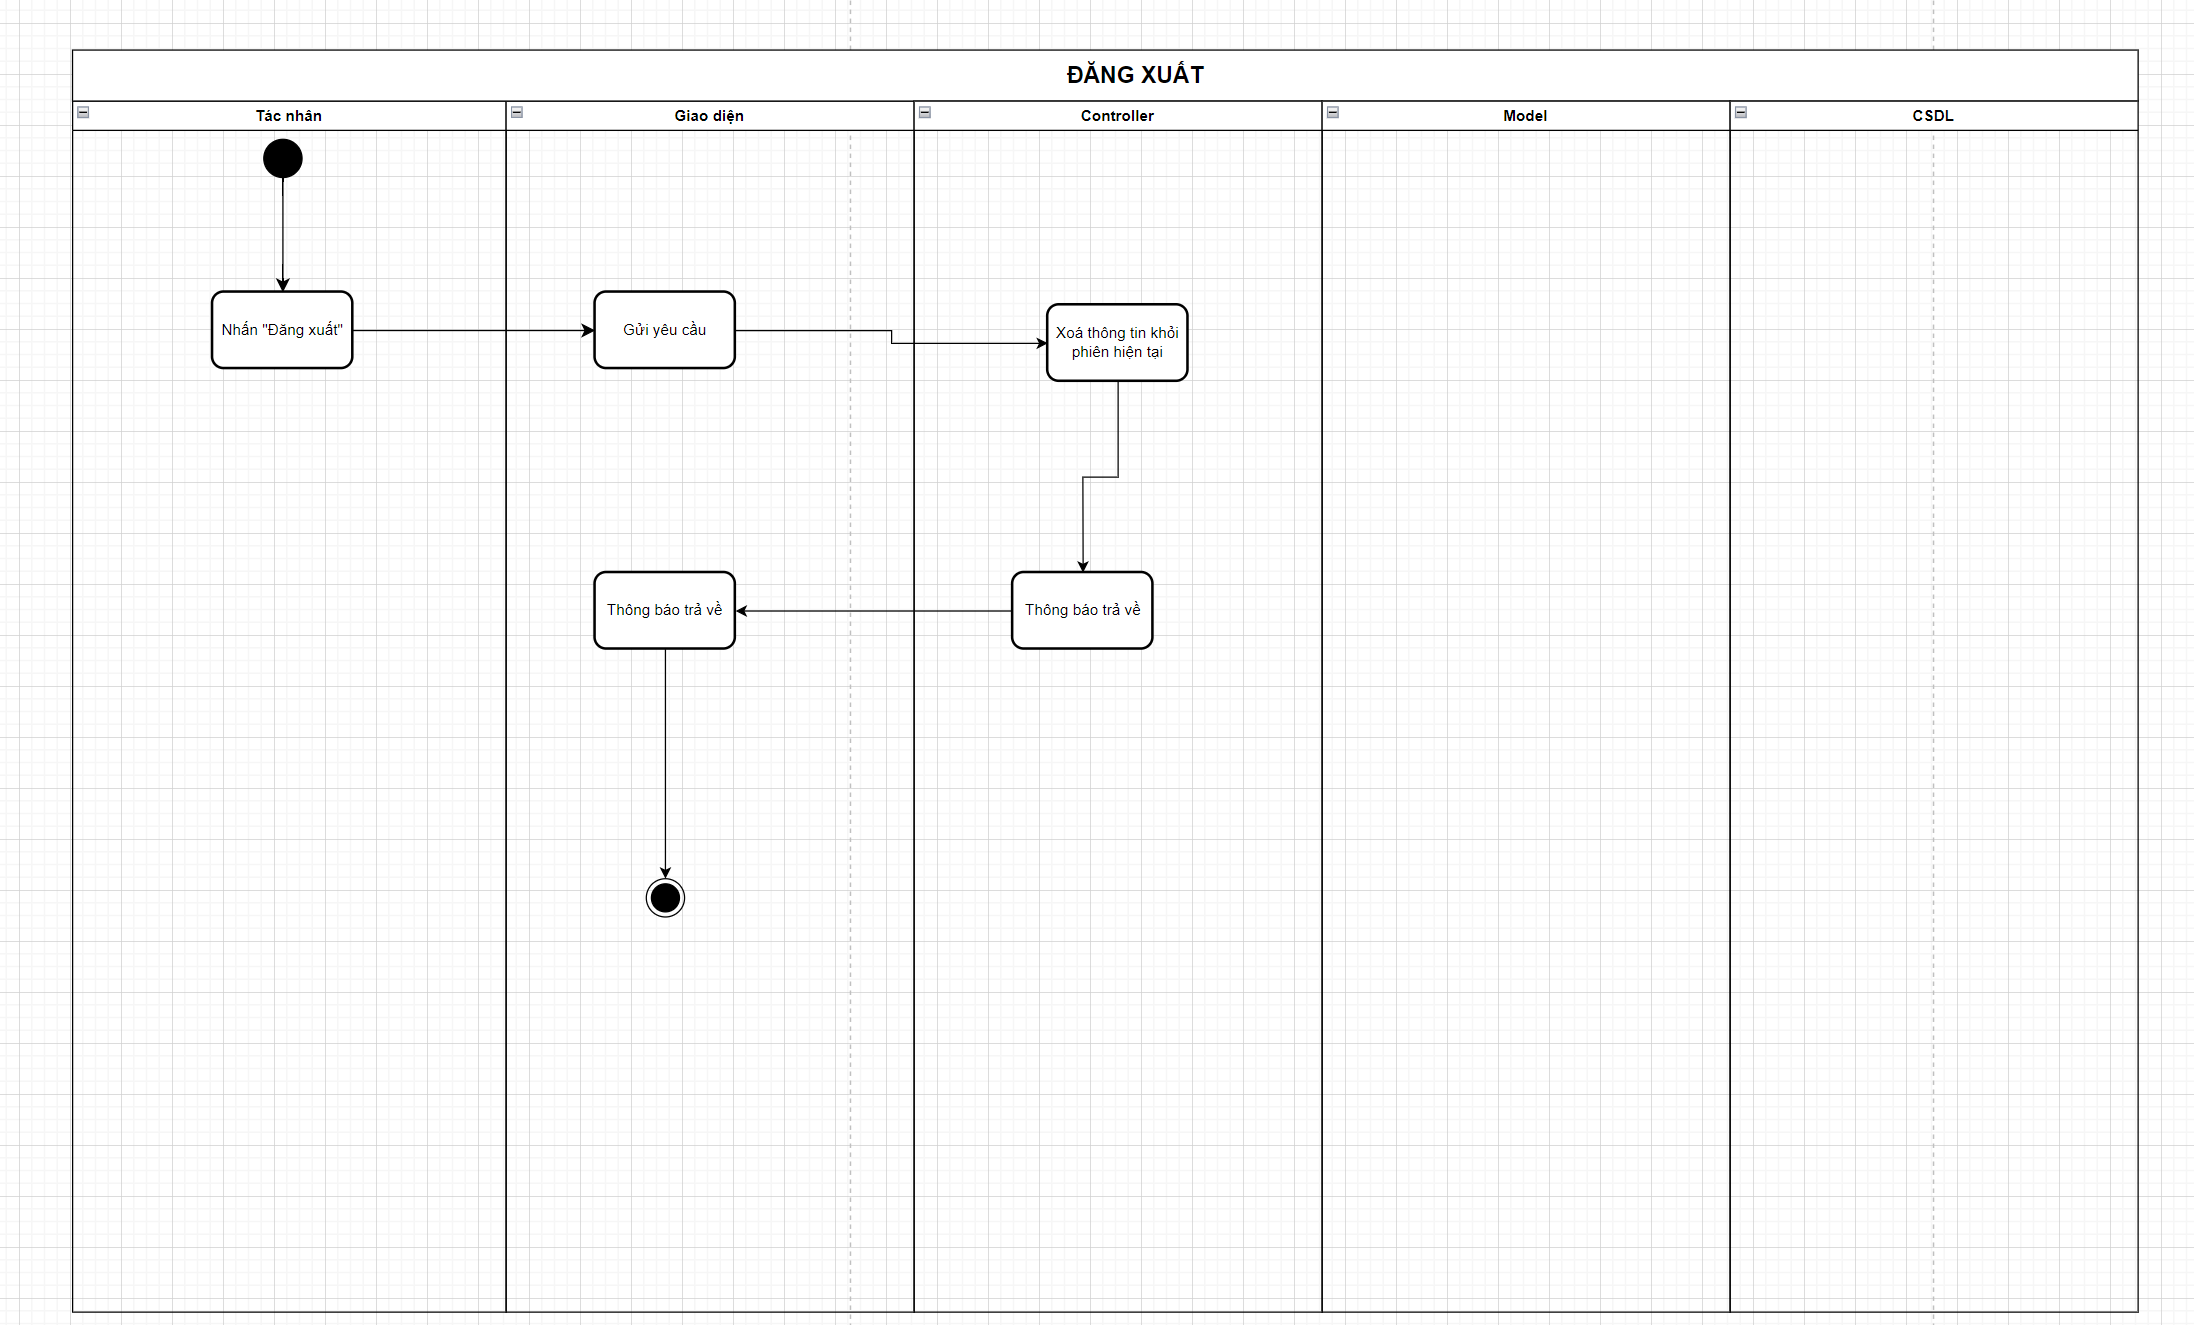 ĐĂNG XUẤT
Tác nhân
Giao diện
Controller
Model
CSDL
Nhấn "Đăng xuất"
Gửi yêu cầu
Xoá thông tin khỏi
phiên hiện tại
Thông báo trả về
Thông báo trả về